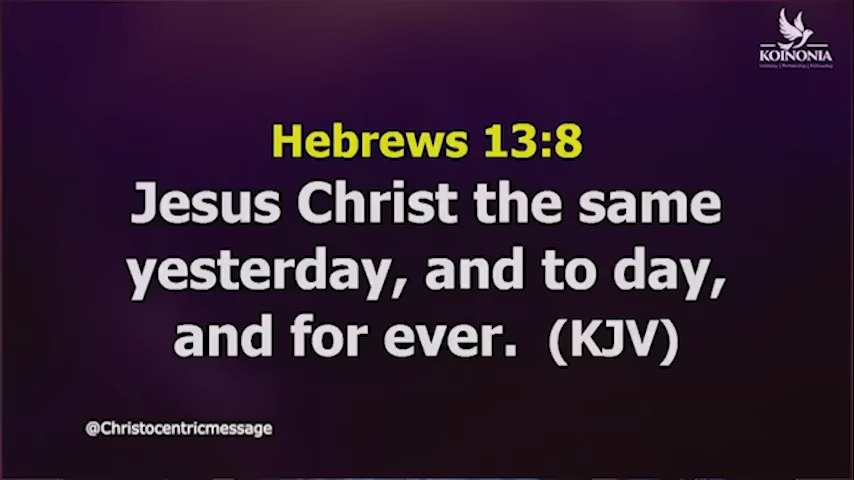 KOINONIA
Hebrews 13:8
Jesus Christ the same
yesterday, and to day,
and for ever. (KJV)
@Christocentricmessage